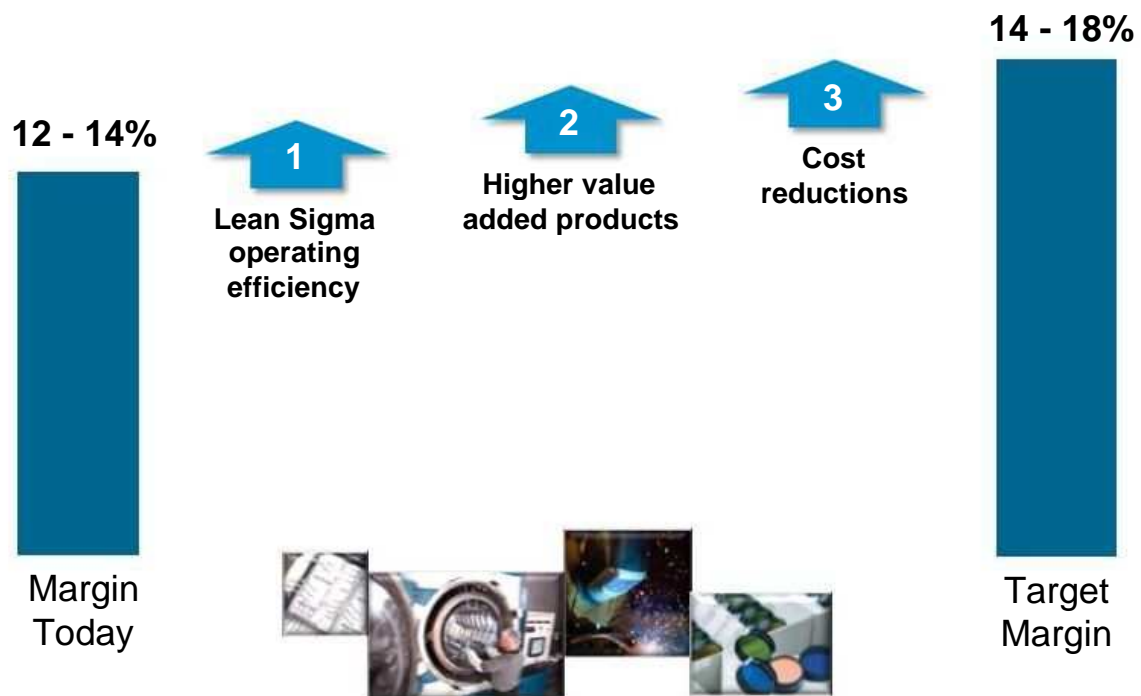 14 - 18%
12 - 14%
1
2
3
Lean Sigma
operating
efficiency
Higher value
added products
Cost
reductions
Margin
Today
Target
Margin